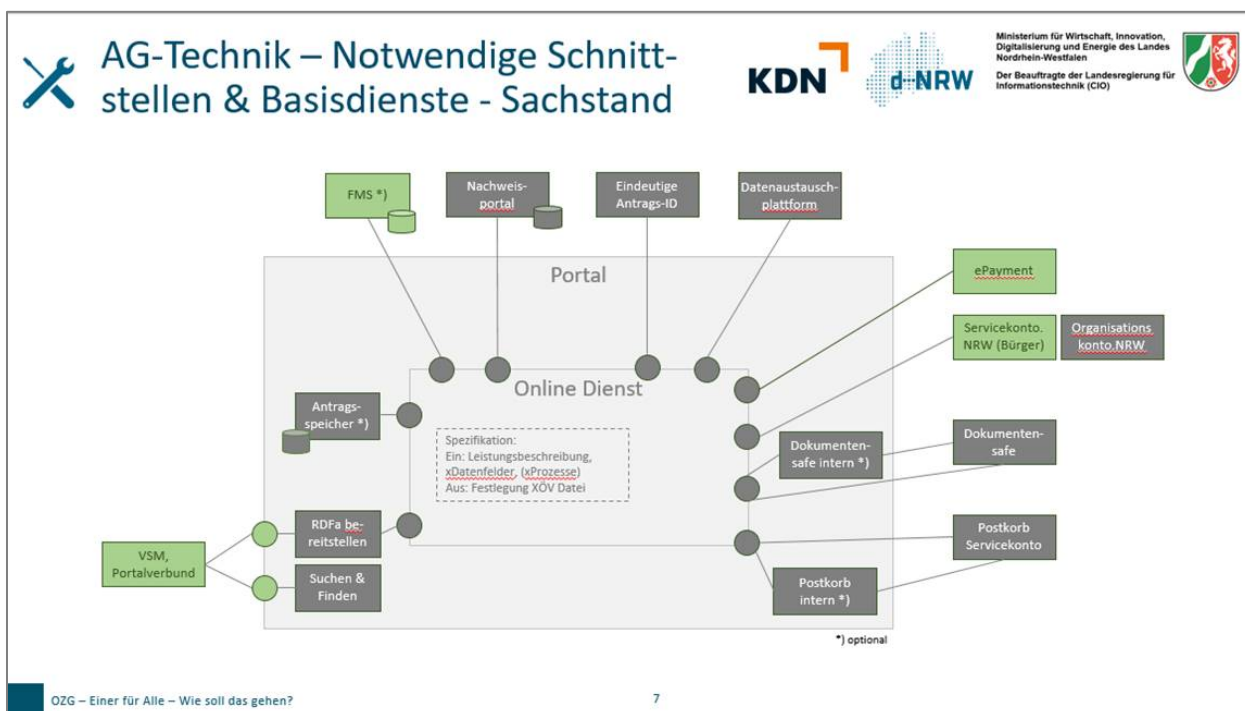 AG-Technik – Notwendige Schnitt-
stellen & Basisdienste - Sachstand
KDN
d-NRW
Ministerium für Wirtschaft, Innovation,
Digitalisierung und Energie des Landes
Nordrhein-Westfalen
Der Beauftragte der Landesregierung für
Informationstechnik (CIO)
FMS *)
Nachweis-
portal
Eindeutige
Antrags-ID
Datenaustausch-
plattform
Portal
ePayment
Servicekonto.
NRW (Bürger)
Organisations
konto.NRW
Online Dienst
Antrags-
speicher *)
Spezifikation:
Ein: Leistungsbeschreibung,
xDatenfelder, (xProzesse)
Aus: Festlegung XÖV Datei
Dokumenten-
safe intern *)
Dokumenten-
safe
RDFa be-
reitstellen
VSM,
Portalverbund
Suchen &
Finden
Postkorb
Servicekonto
Postkorb
intern *)
*) optional
OZG – Einer für Alle – Wie soll das gehen?
7